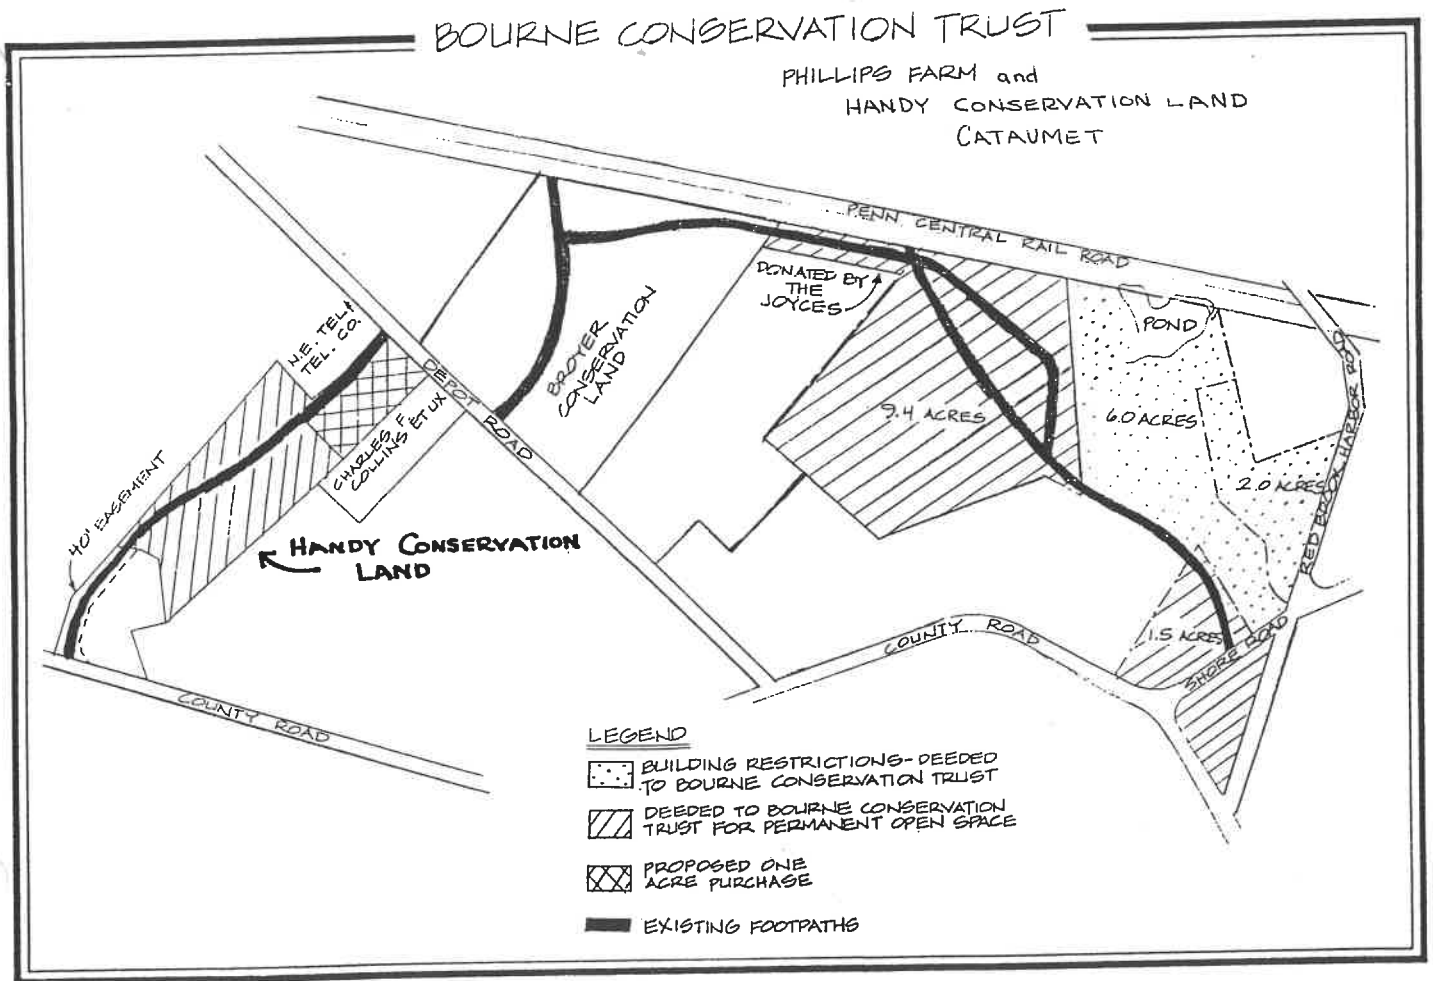 BOURNE CONSERVATION TRUST
PHILLIPS FARM and
HANDY CONSERVATION LAND
CATAUMET
PENN. CENTRAL RAIL ROAD
N.E. TEL &
TEL. CO.
DONATED BY
THE
JOYCES
POND
BROYER
CONSERVATION
LAND
DEPOT ROAD
CHARLES F.
COLLINS ET UX
9.4 ACRES
6.0 ACRES
2.0 ACRES
RED BROOK HARBOR ROAD
40' EASEMENT
HANDY CONSERVATION
LAND
1.5 ACRES
SHORE ROAD
COUNTY ROAD
COUNTY ROAD
LEGEND
BUILDING RESTRICTIONS-DEEDED
TO BOURNE CONSERVATION TRUST
DEEDED TO BOURNE CONSERVATION
TRUST FOR PERMANENT OPEN SPACE
PROPOSED ONE
ACRE PURCHASE
EXISTING FOOTPATHS